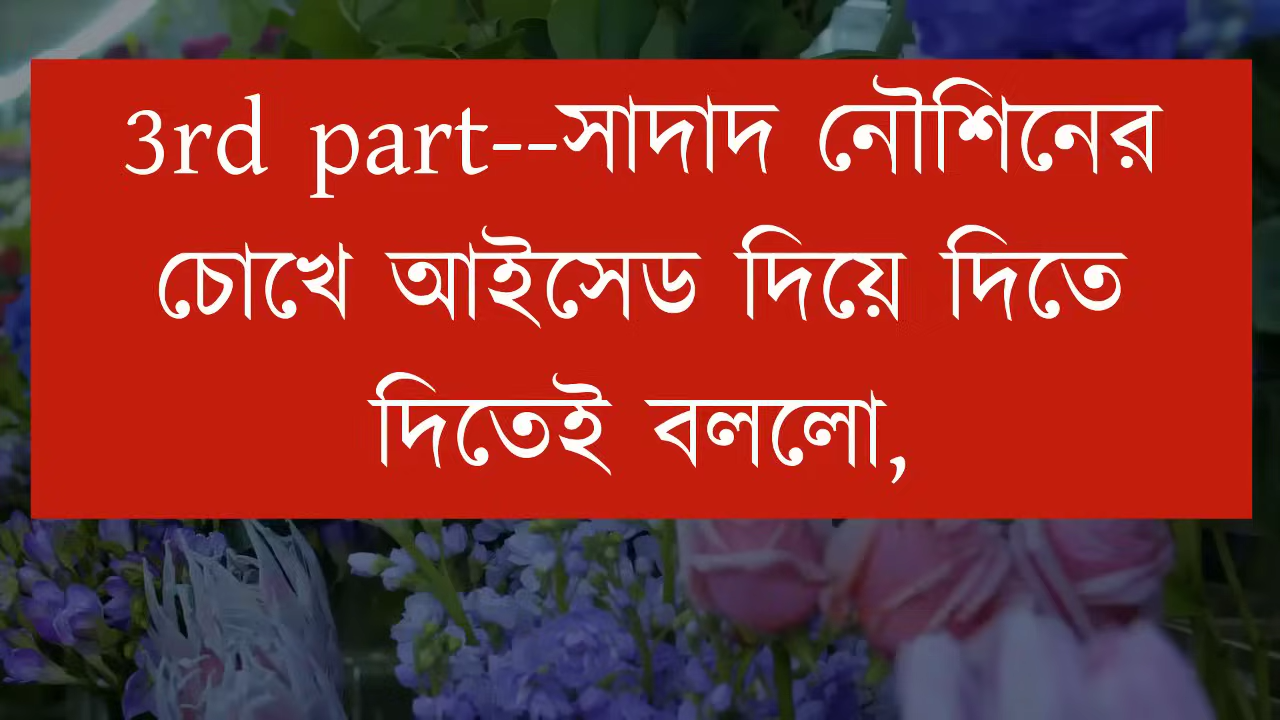 3rd part--সাদাদ নৌশিনের
চোখে আইসেড দিয়ে দিতে
দিতেই বললো,